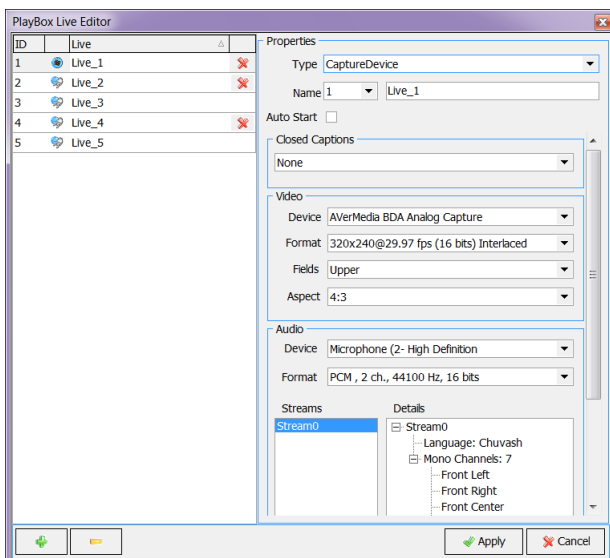 PlayBox Live Editor
ID Live
1 Live_1
2 Live_2
3 Live_3
4 Live_4
5 Live_5
Properties
Type CaptureDevice
Name 1 Live_1
Auto Start
Closed Captions
None
Video
Device AVerMedia BDA Analog Capture
Format 320x240@29.97 fps (16 bits) Interlaced
Fields Upper
Aspect 4:3
Audio
Device Microphone (2- High Definition
Format PCM , 2 ch., 44100 Hz, 16 bits
Streams Details
Stream0
Stream0
Language: Chuvash
Mono Channels: 7
Front Left
Front Right
Front Center
Apply Cancel